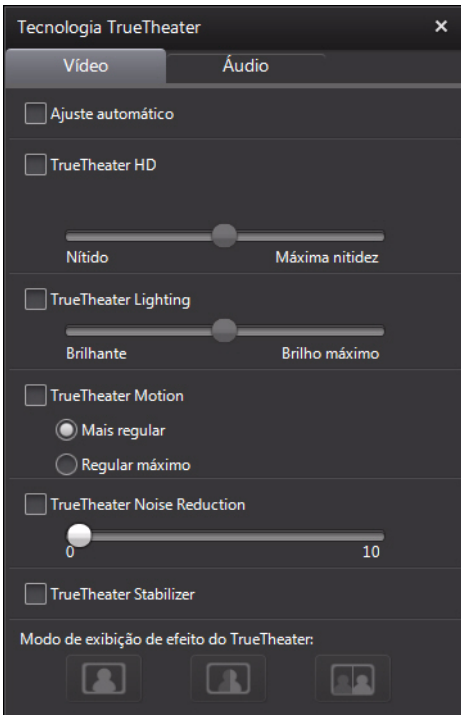 Tecnologia TrueTheater
Vídeo Áudio
Ajuste automático
TrueTheater HD
Nítido Máxima nitidez
TrueTheater Lighting
Brilhante Brilho máximo
TrueTheater Motion
Mais regular
Regular máximo
TrueTheater Noise Reduction
0 10
TrueTheater Stabilizer
Modo de exibição de efeito do TrueTheater: